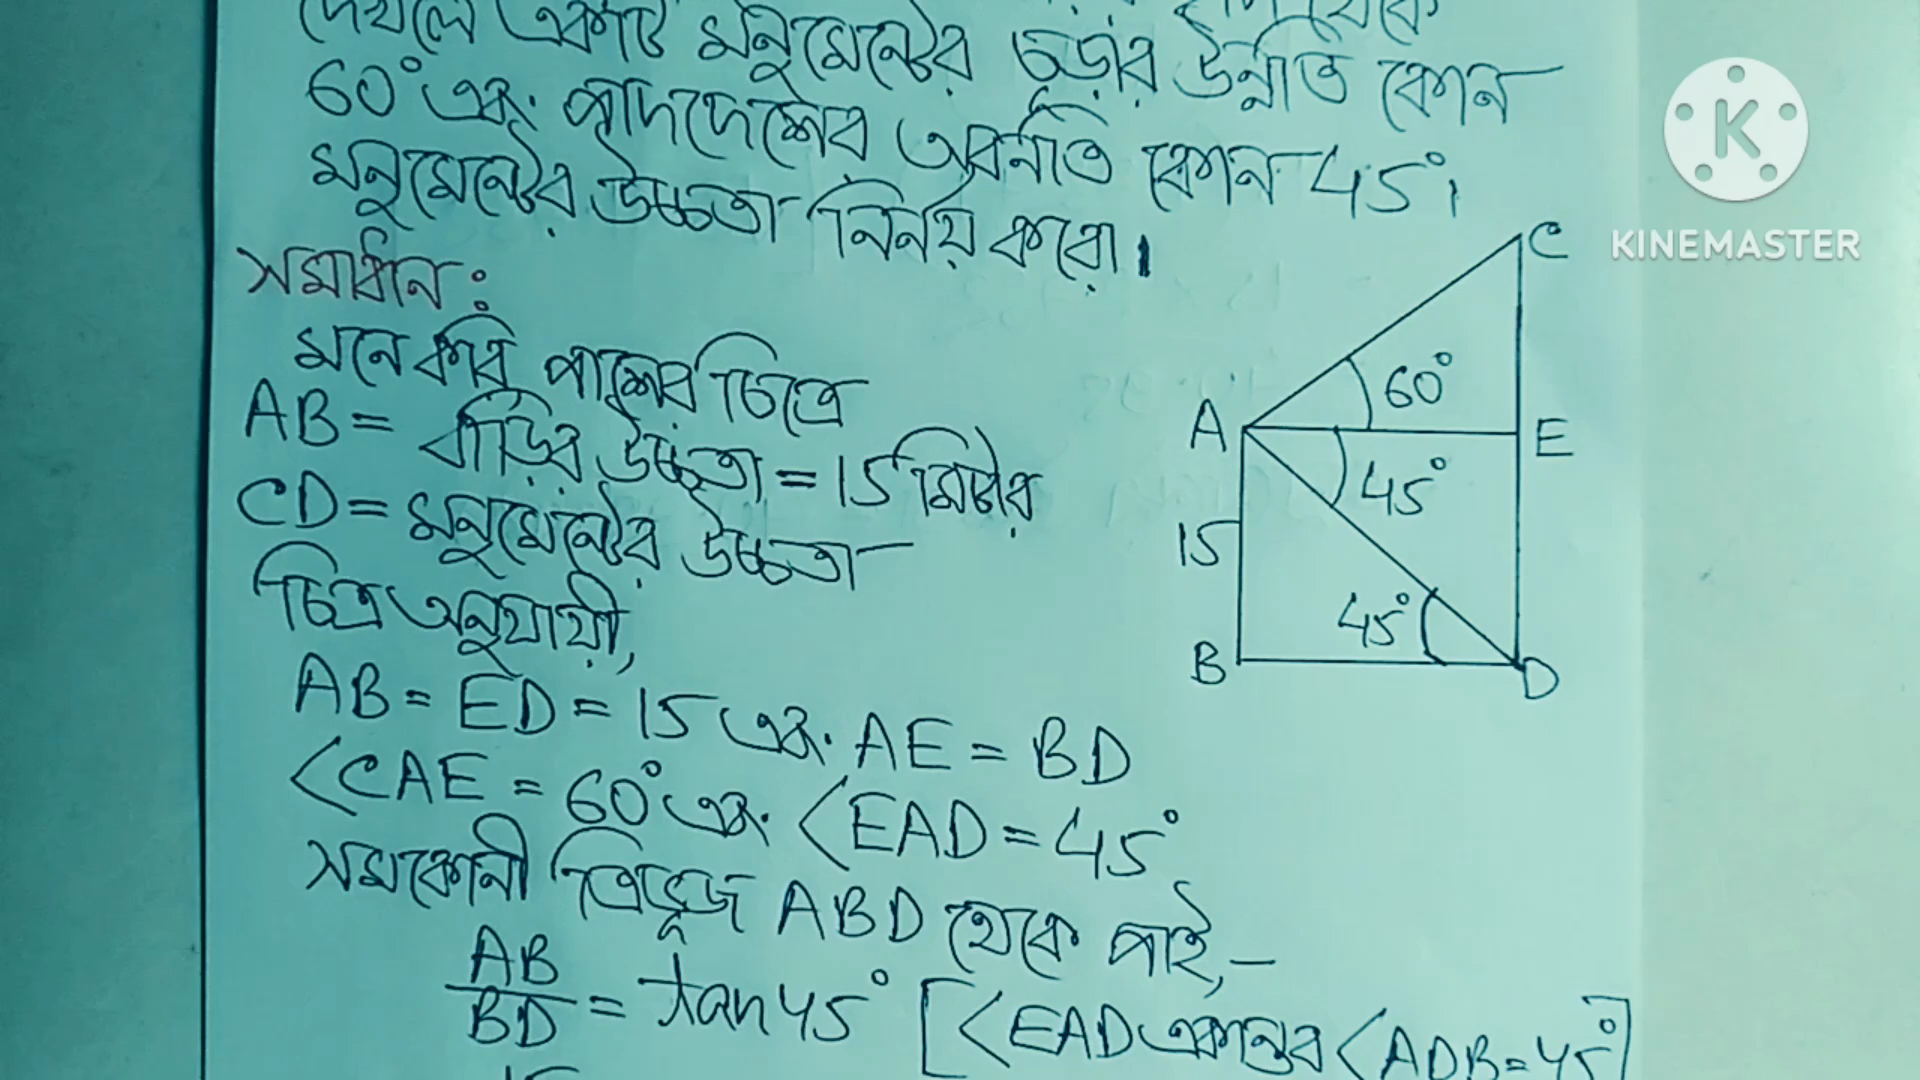 দেখলে একটি মনুমেন্টের চূড়ার উন্নতি কোন
60° এবং পাদদেশের অবনতি কোন 45°।
মনুমেন্টের উচ্চতা নির্নয় করো।
সমাধান:
মনে করি পাশের চিত্রে
AB = বাড়ির উচ্চতা = 15 মিটার
CD = মনুমেন্টের উচ্চতা
চিত্র অনুযায়ী,
AB = ED = 15 এবং AE = BD
<CAE = 60° এবং <EAD = 45°
সমকোনী ত্রিভূজ ABD থেকে পাই,-
AB
BD = tan45° [<EAD একান্তর <ADB=45°]
15
C
60°
A
E
45°
15
45°
B
D
K
KINEMASTER